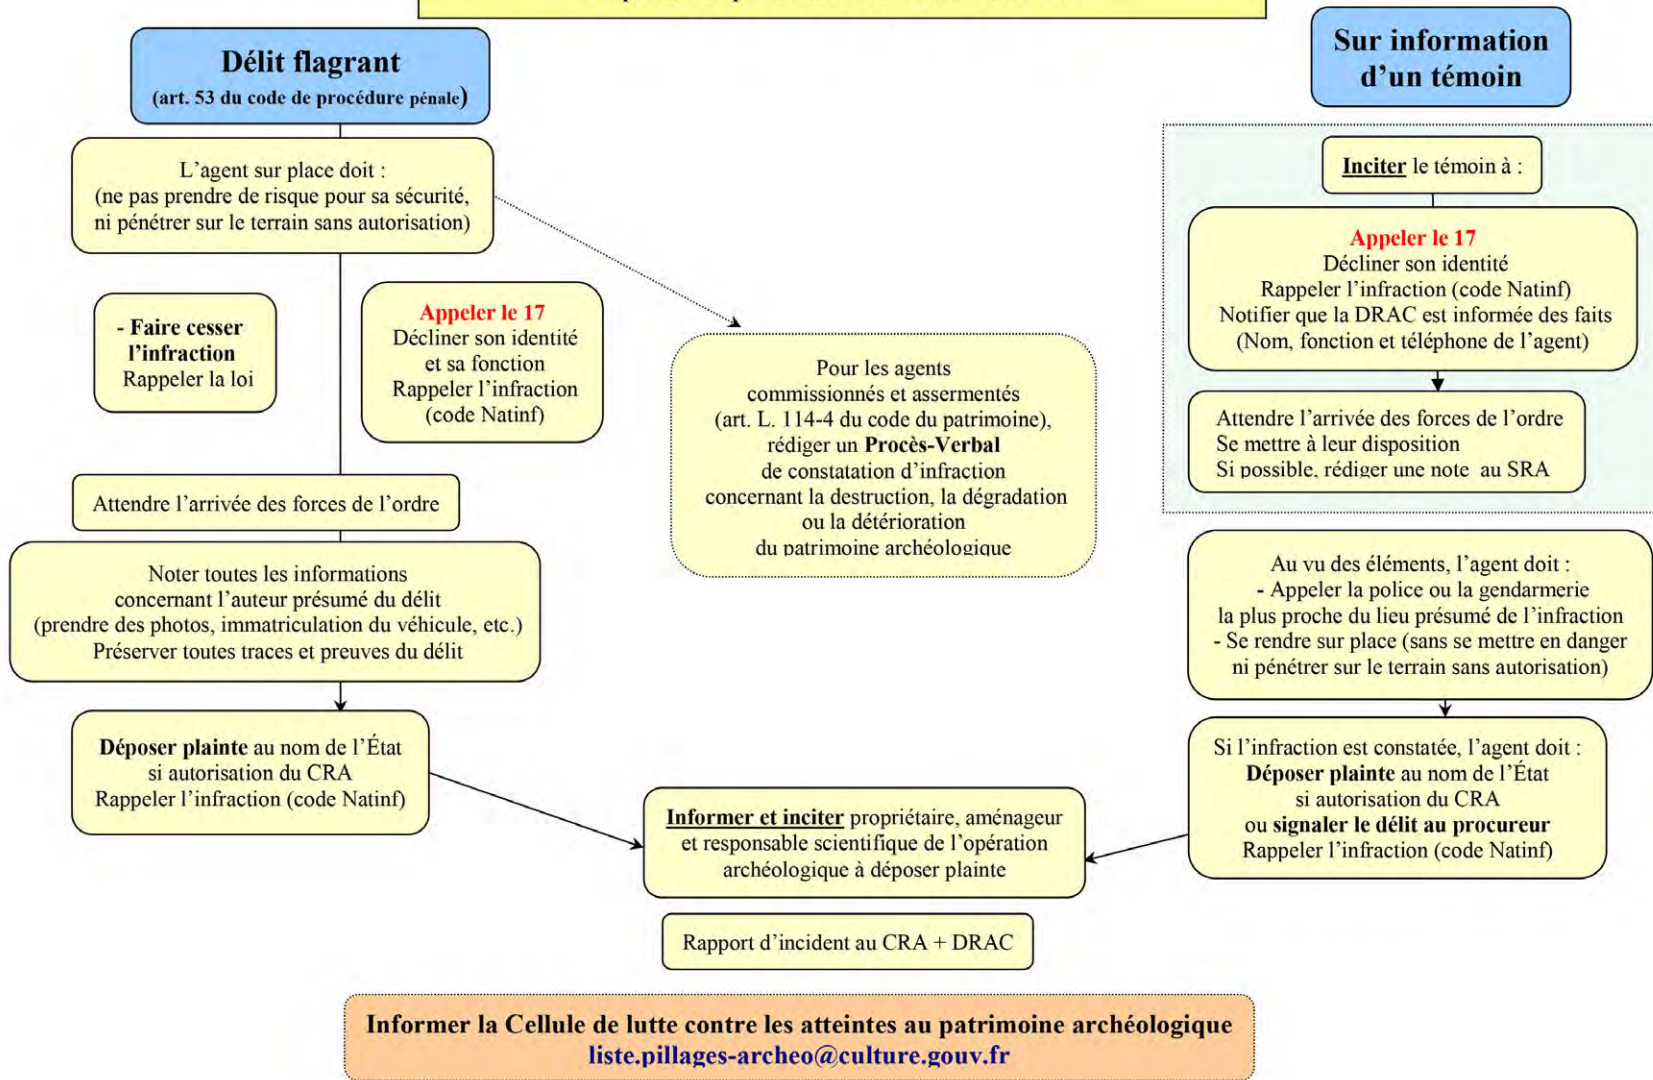 Délit flagrant
(art. 53 du code de procédure pénale)
L'agent sur place doit :
(ne pas prendre de risque pour sa sécurité,
ni pénétrer sur le terrain sans autorisation)
- Faire cesser
l'infraction
Rappeler la loi
Appeler le 17
Décliner son identité
et sa fonction
Rappeler l'infraction
(code Natinf)
Attendre l'arrivée des forces de l'ordre
Noter toutes les informations
concernant l'auteur présumé du délit
(prendre des photos, immatriculation du véhicule, etc.)
Préserver toutes traces et preuves du délit
Déposer plainte au nom de l'État
si autorisation du CRA
Rappeler l'infraction (code Natinf)
Pour les agents
commissionnés et assermentés
(art. L. 114-4 du code du patrimoine),
rédiger un Procès-Verbal
de constatation d'infraction
concernant la destruction, la dégradation
ou la détérioration
du patrimoine archéologique
Sur information
d'un témoin
Inciter le témoin à :
Appeler le 17
Décliner son identité
Rappeler l'infraction (code Natinf)
Notifier que la DRAC est informée des faits
(Nom, fonction et téléphone de l'agent)
Attendre l'arrivée des forces de l'ordre
Se mettre à leur disposition
Si possible, rédiger une note au SRA
Au vu des éléments, l'agent doit :
- Appeler la police ou la gendarmerie
la plus proche du lieu présumé de l'infraction
- Se rendre sur place (sans se mettre en danger
ni pénétrer sur le terrain sans autorisation)
Si l'infraction est constatée, l'agent doit :
Déposer plainte au nom de l'État
si autorisation du CRA
ou signaler le délit au procureur
Rappeler l'infraction (code Natinf)
Informer et inciter propriétaire, aménageur
et responsable scientifique de l'opération
archéologique à déposer plainte
Rapport d'incident au CRA + DRAC
Informer la Cellule de lutte contre les atteintes au patrimoine archéologique
liste.pillages-archeo@culture.gouv.fr